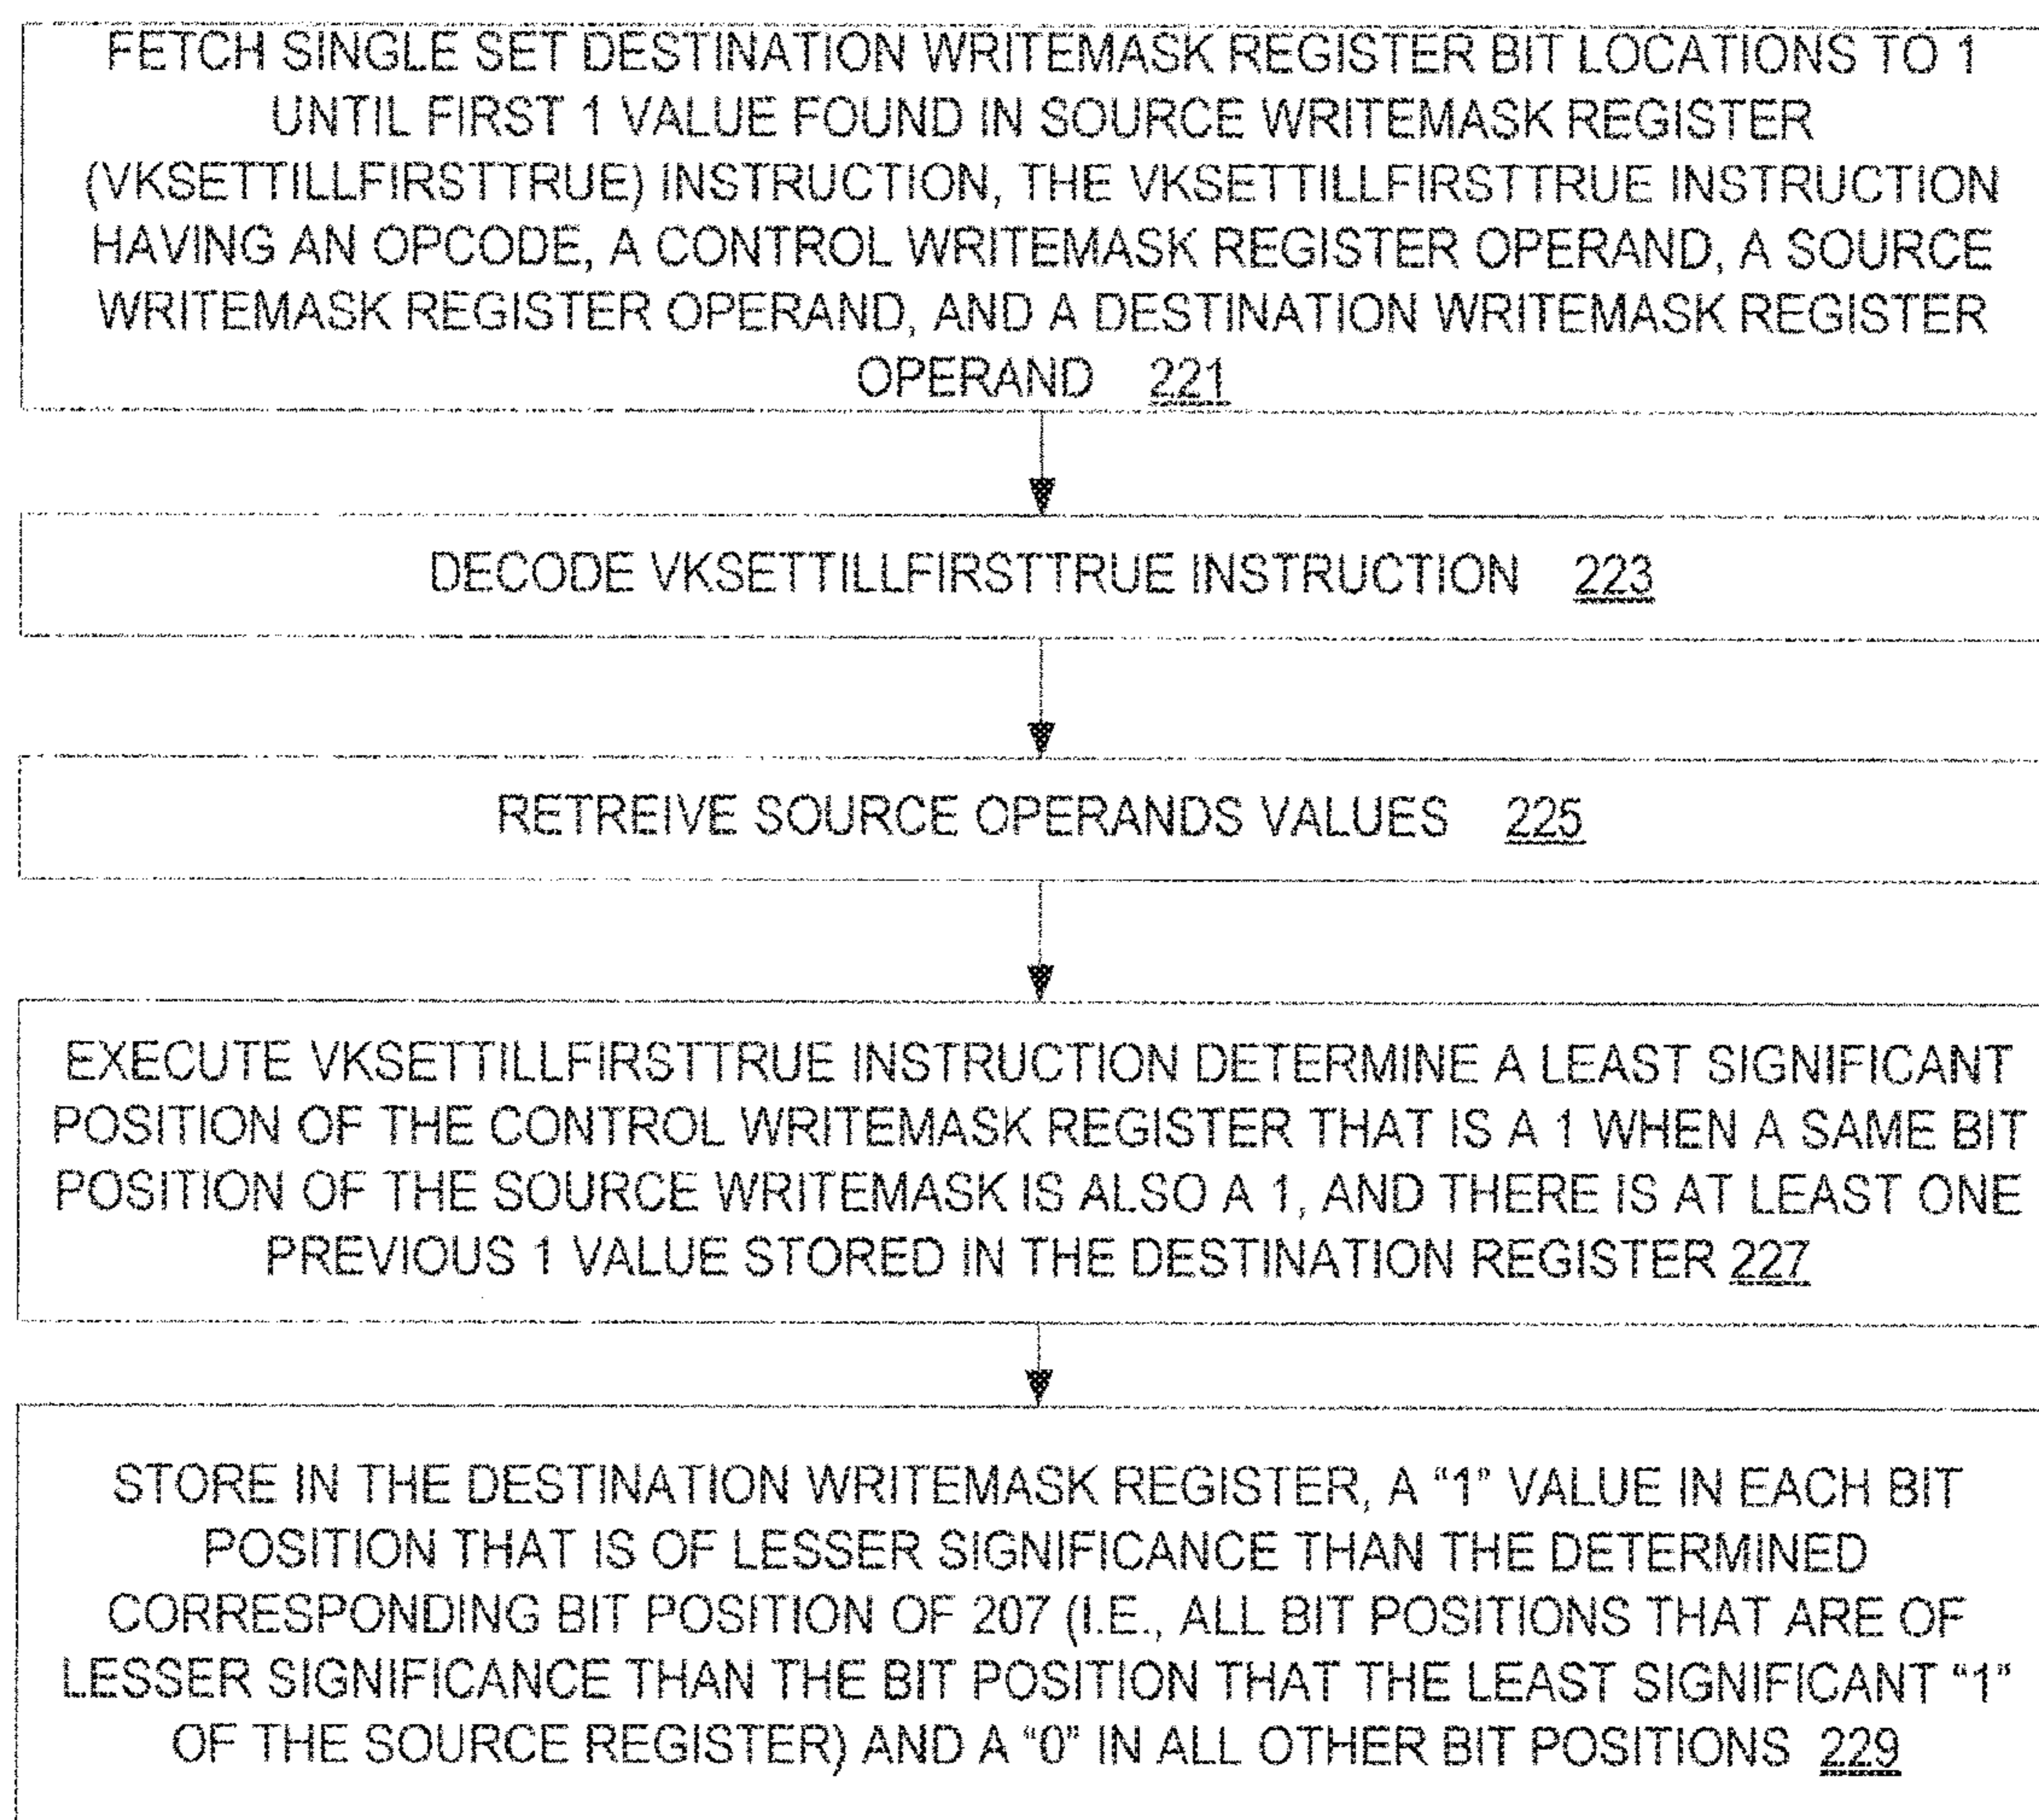 FETCH SINGLE SET DESTINATION WRITEMASK REGISTER BIT LOCATIONS TO 1
UNTIL FIRST 1 VALUE FOUND IN SOURCE WRITEMASK REGISTER
(VKSETTILLFIRSTTRUE) INSTRUCTION, THE VKSETTILLFIRSTTRUE INSTRUCTION
HAVING AN OPCODE, A CONTROL WRITEMASK REGISTER OPERAND, A SOURCE
WRITEMASK REGISTER OPERAND, AND A DESTINATION WRITEMASK REGISTER
OPERAND 221
DECODE VKSETTILLFIRSTTRUE INSTRUCTION 223
RETREIVE SOURCE OPERANDS VALUES 225
EXECUTE VKSETTILLFIRSTTRUE INSTRUCTION DETERMINE A LEAST SIGNIFICANT
POSITION OF THE CONTROL WRITEMASK REGISTER THAT IS A 1 WHEN A SAME BIT
POSITION OF THE SOURCE WRITEMASK IS ALSO A 1, AND THERE IS AT LEAST ONE
PREVIOUS 1 VALUE STORED IN THE DESTINATION REGISTER 227
STORE IN THE DESTINATION WRITEMASK REGISTER, A “1” VALUE IN EACH BIT
POSITION THAT IS OF LESSER SIGNIFICANCE THAN THE DETERMINED
CORRESPONDING BIT POSITION OF 207 (I.E., ALL BIT POSITIONS THAT ARE OF
LESSER SIGNIFICANCE THAN THE BIT POSITION THAT THE LEAST SIGNIFICANT “1”
OF THE SOURCE REGISTER) AND A “0” IN ALL OTHER BIT POSITIONS 229